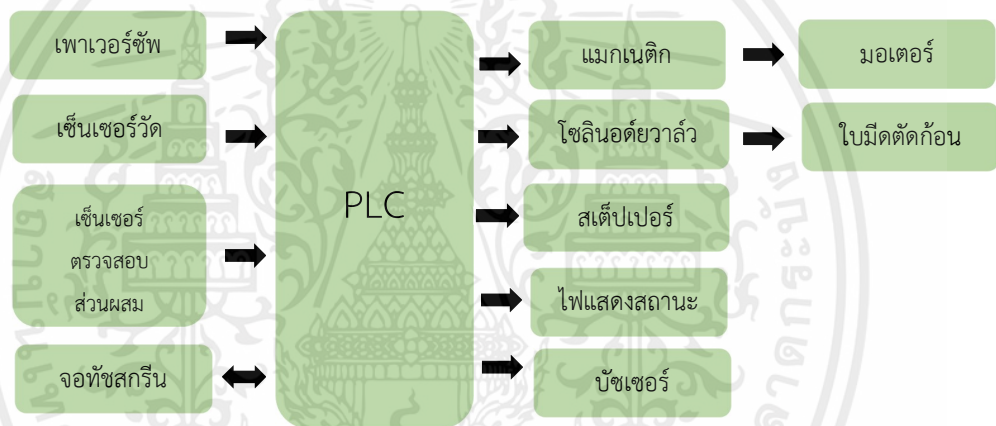 เพาเวอร์ซัพ
เซ็นเซอร์วัด
เซ็นเซอร์
ตรวจสอบ
ส่วนผสม
จอทัชสกรีน
PLC
แมกเนติก
โซลินอด์ยวาล์ว
สเต็ปเปอร์
ไฟแสดงสถานะ
บัซเซอร์
มอเตอร์
ใบมีดตัดก้อน